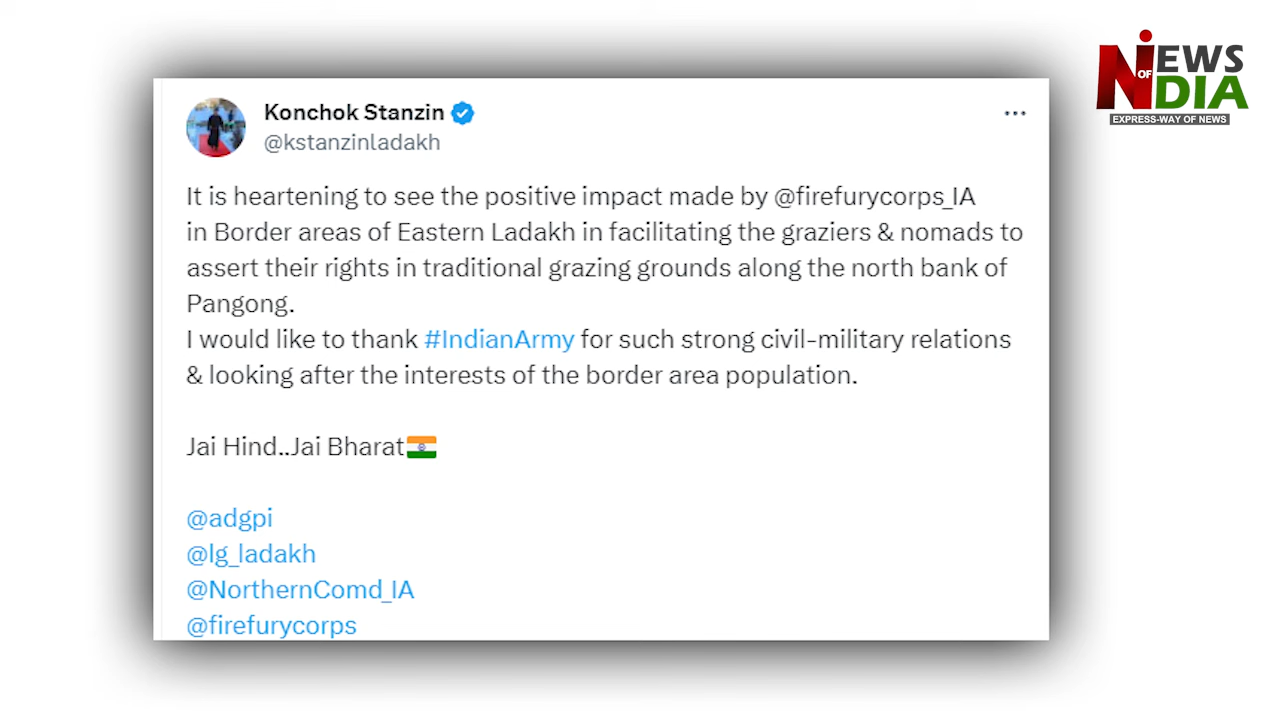 Konchok Stanzin
@kstanzinladakh
It is heartening to see the positive impact made by @firefurycorps_IA
in Border areas of Eastern Ladakh in facilitating the graziers & nomads to
assert their rights in traditional grazing grounds along the north bank of
Pangong.
I would like to thank #IndianArmy for such strong civil-military relations
& looking after the interests of the border area population.
Jai Hind..Jai Bharat🇮🇳
@adgpi
@lg_ladakh
@NorthernComd_IA
@firefurycorps
NEWS
OF
INDIA
EXPRESS-WAY OF NEWS